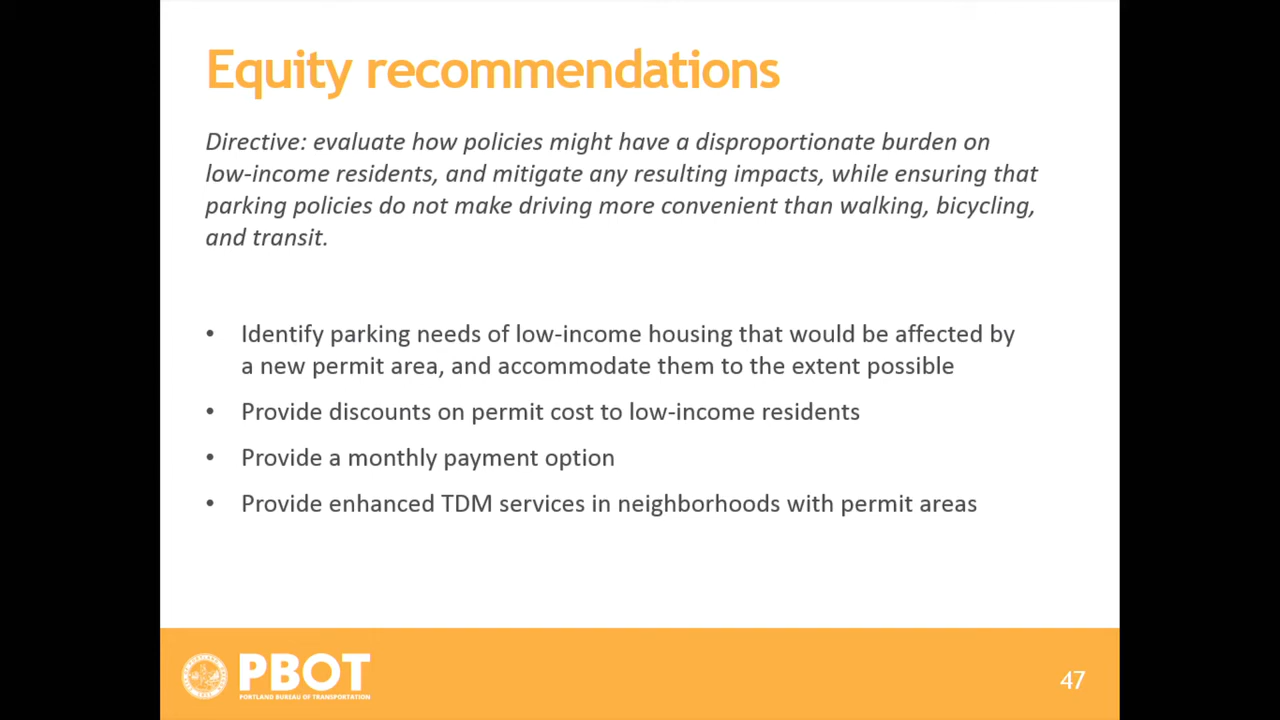 Equity recommendations
Directive: evaluate how policies might have a disproportionate burden on
low-income residents, and mitigate any resulting impacts, while ensuring that
parking policies do not make driving more convenient than walking, bicycling,
and transit.
• Identify parking needs of low-income housing that would be affected by
a new permit area, and accommodate them to the extent possible
• Provide discounts on permit cost to low-income residents
• Provide a monthly payment option
• Provide enhanced TDM services in neighborhoods with permit areas
PBOT
PORTLAND BUREAU OF TRANSPORTATION
47